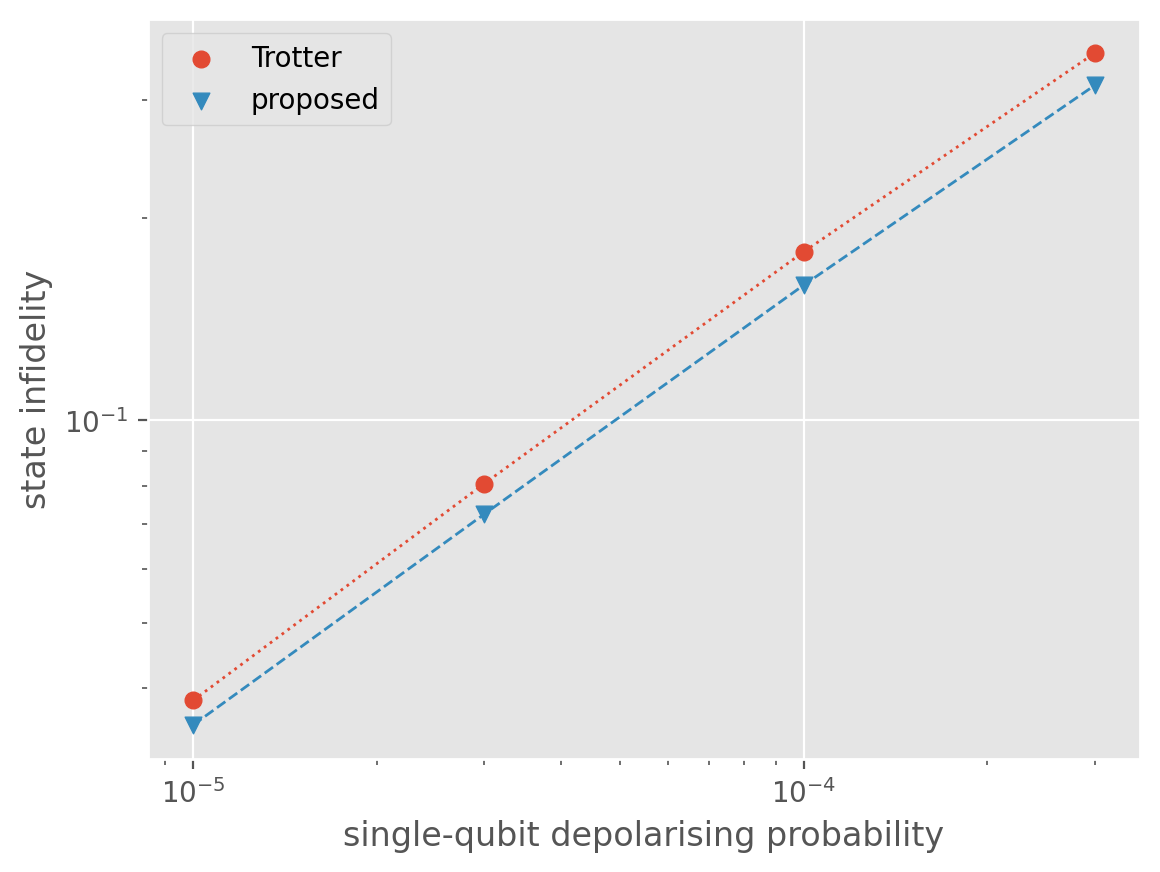 Trotter
proposed
state infidelity
10⁻¹
10⁻⁵
10⁻⁴
single-qubit depolarising probability